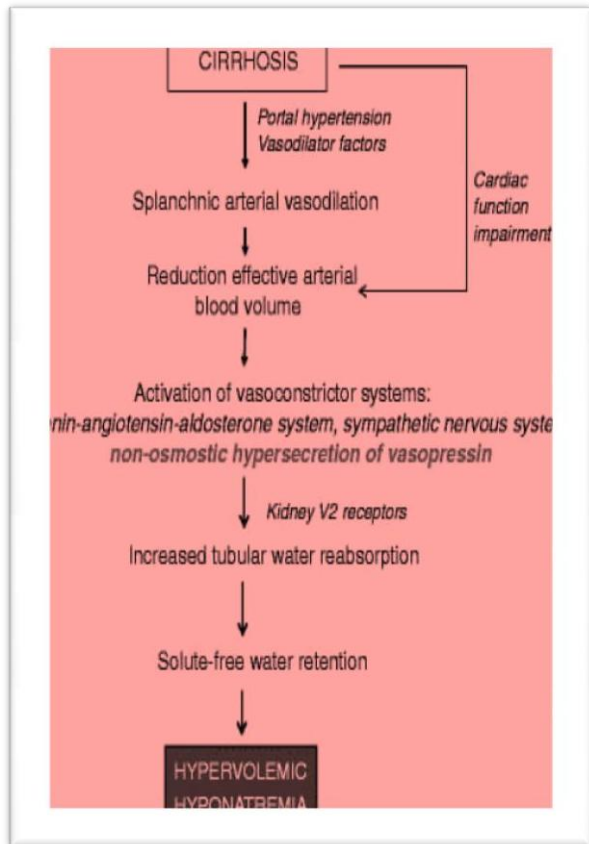 CIRRHOSIS
Portal hypertension
Vasodilator factors
Cardiac
function
impairment
Splanchnic arterial vasodilation
Reduction effective arterial
blood volume
Activation of vasoconstrictor systems:
nin-angiotensin-aldosterone system, sympathetic nervous syste
non-osmostic hypersecretion of vasopressin
Kidney V2 receptors
Increased tubular water reabsorption
Solute-free water retention
HYPERVOLEMIC
HYPONATREMIA